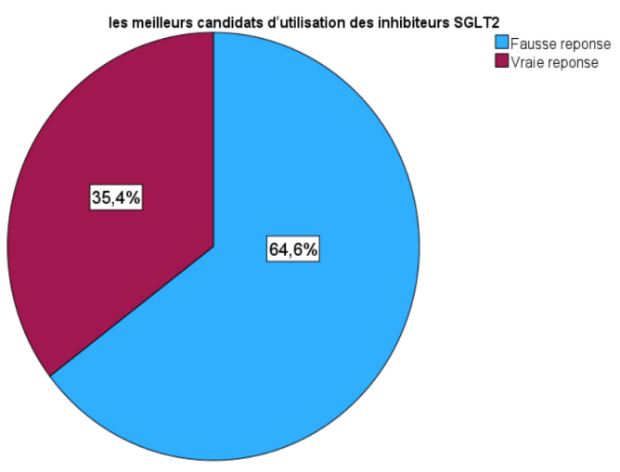 les meilleurs candidats d'utilisation des inhibiteurs SGLT2
Fausse reponse
Vraie reponse
35,4%
64,6%